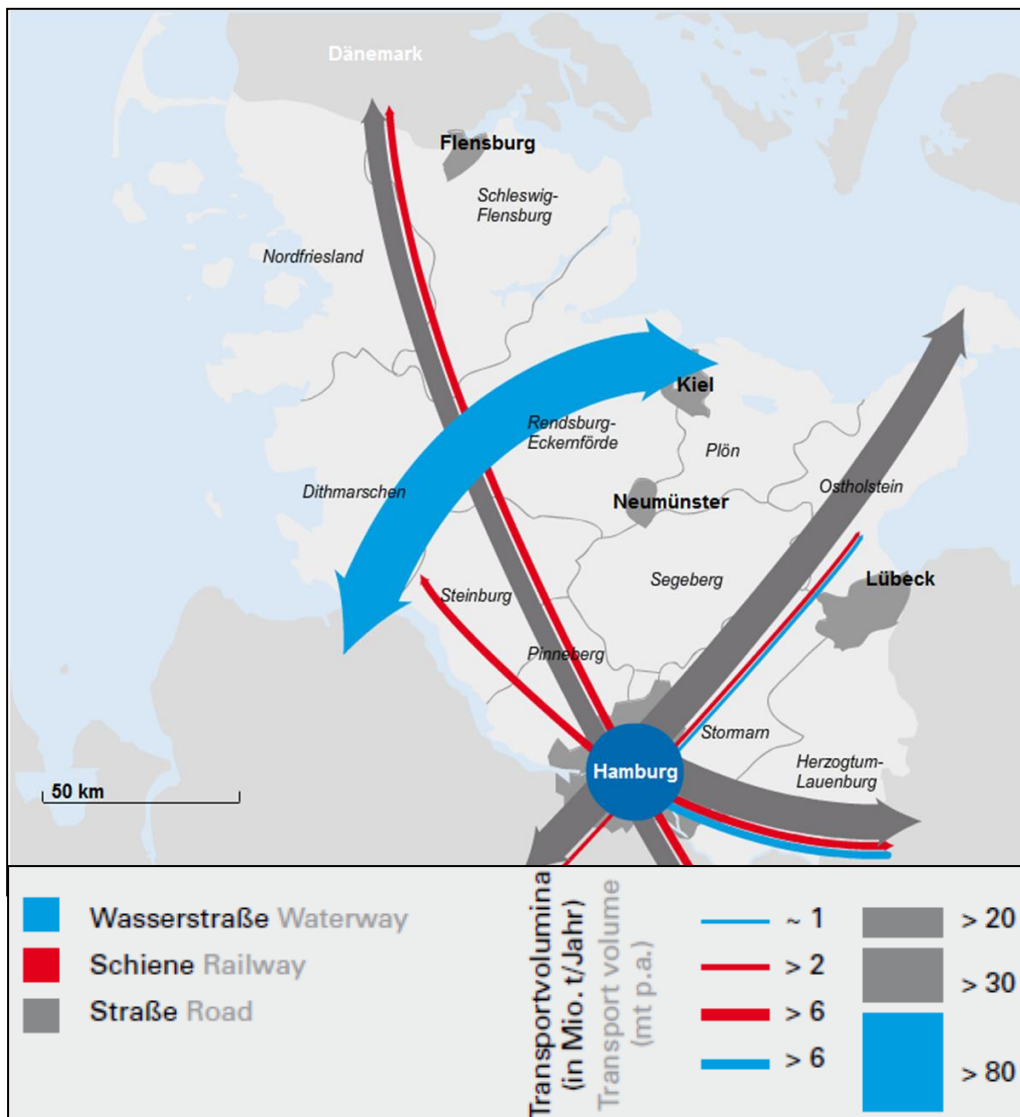 Dänemark
Flensburg
Schleswig-
Flensburg
Nordfriesland
Kiel
Rendsburg-
Eckernförde
Plön
Dithmarschen
Ostholstein
Neumünster
Lübeck
Segeberg
Steinburg
Pinneberg
Stormarn
Hamburg
Herzogtum-
Lauenburg
50 km
Wasserstraße Waterway
Schiene Railway
Straße Road
Transportvolumina
(in Mio. t/Jahr)
Transport volume
(mt p.a.)
~ 1
> 2
> 6
> 6
> 20
> 30
> 80